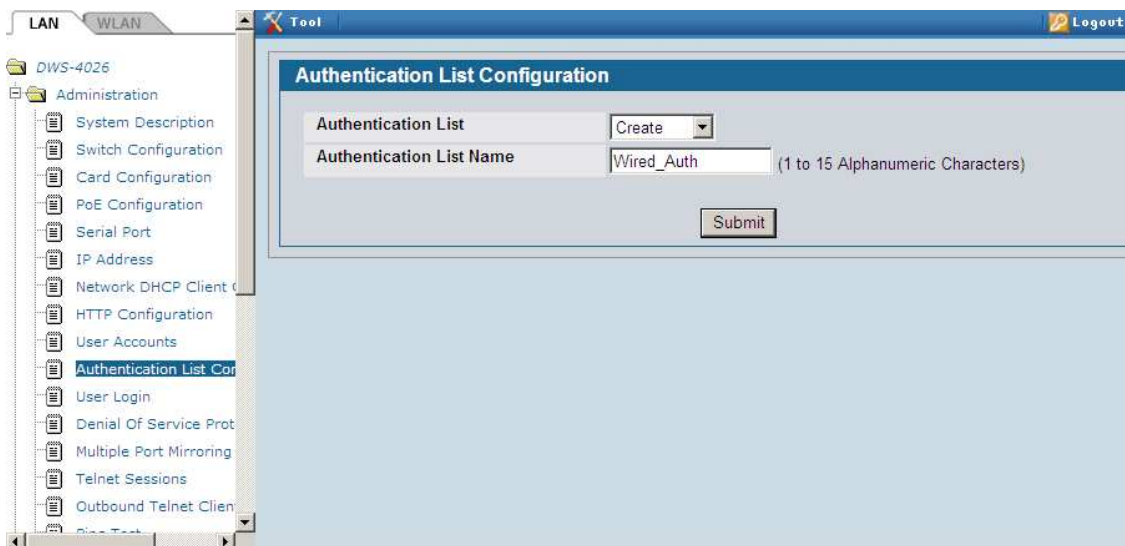 LAN
WLAN
Tool
Logout
DWS-4026
Administration
System Description
Switch Configuration
Card Configuration
PoE Configuration
Serial Port
IP Address
Network DHCP Client
HTTP Configuration
User Accounts
Authentication List Cor
User Login
Denial Of Service Prot
Multiple Port Mirroring
Telnet Sessions
Outbound Telnet Clien
Authentication List Configuration
Authentication List
Create
Authentication List Name
Wired_Auth
(1 to 15 Alphanumeric Characters)
Submit